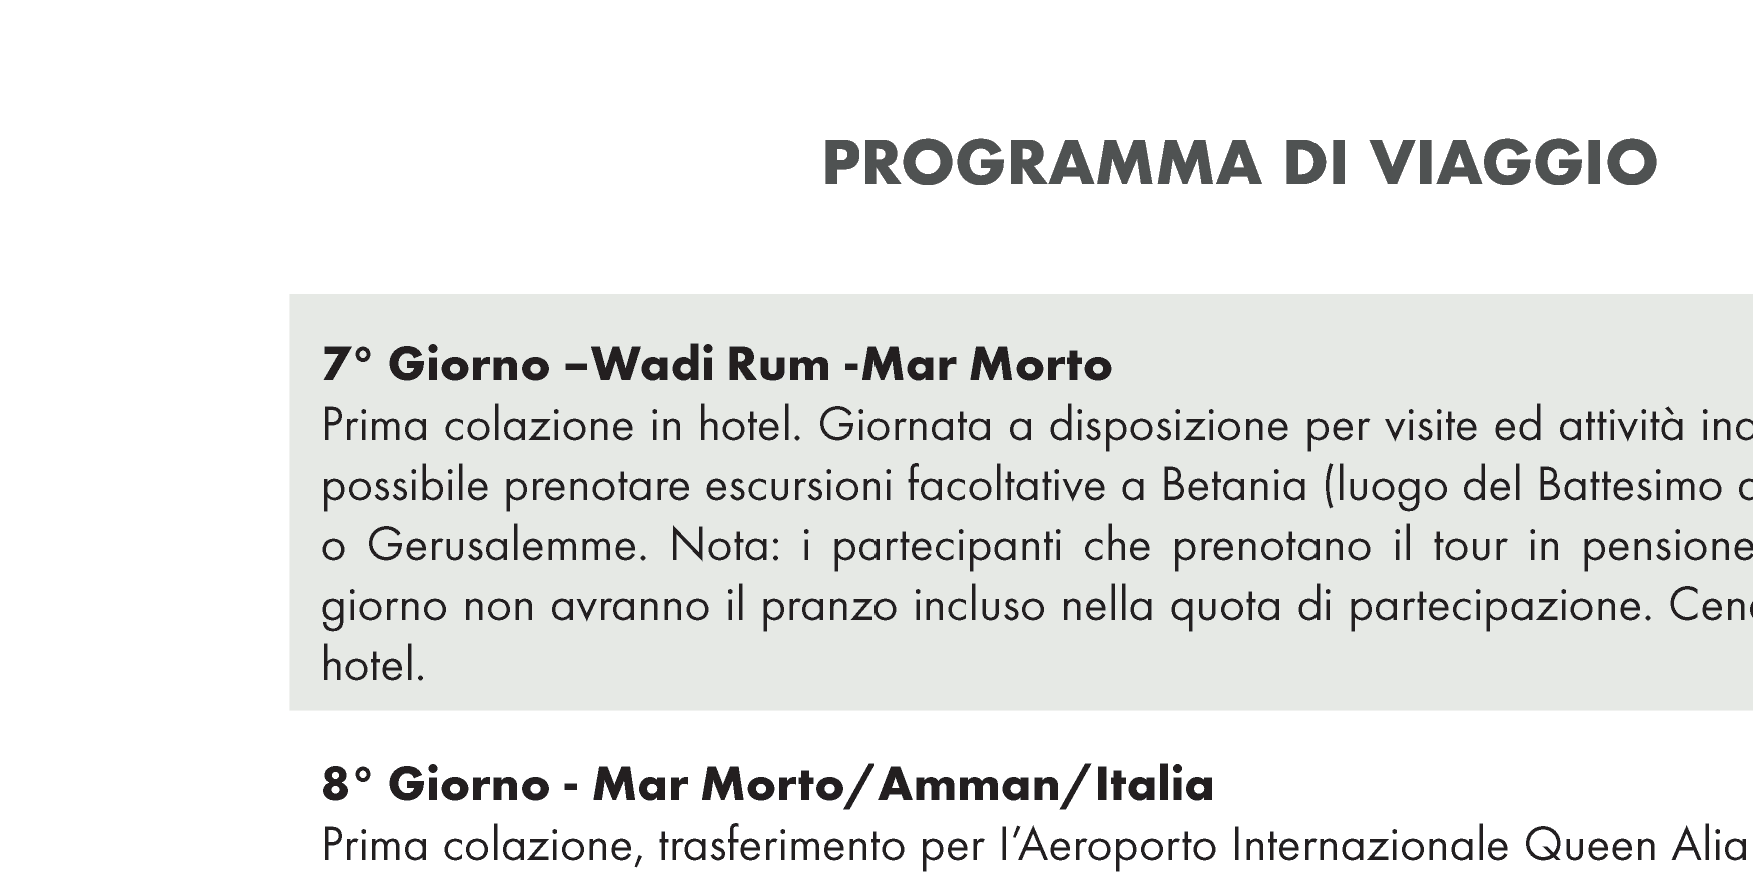 PROGRAMMA DI VIAGGIO
7° Giorno –Wadi Rum -Mar Morto
Prima colazione in hotel. Giornata a disposizione per visite ed attività
possibile prenotare escursioni facoltative a Betania (luogo del Battesimo
o Gerusalemme. Nota: i partecipanti che prenotano il tour in pensione
giorno non avranno il pranzo incluso nella quota di partecipazione.
hotel.
8° Giorno - Mar Morto/Amman/Italia
Prima colazione, trasferimento per l’Aeroporto Internazionale Queen Alia